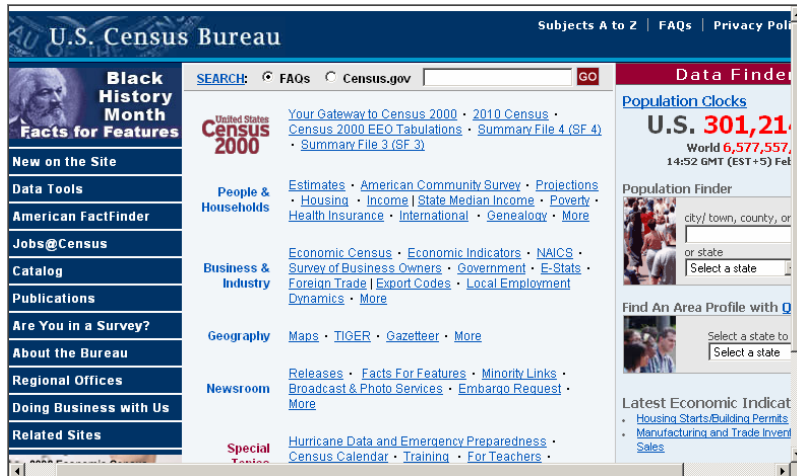 U.S. Census Bureau
Subjects A to Z | FAQs | Privacy Poli
Black
History
Month
Facts for Features
New on the Site
Data Tools
American FactFinder
Jobs@Census
Catalog
Publications
Are You in a Survey?
About the Bureau
Regional Offices
Doing Business with Us
Related Sites
SEARCH: FAQs Census.gov GO
United States
Census
2000
Your Gateway to Census 2000 · 2010 Census ·
Census 2000 EEO Tabulations · Summary File 4 (SF 4)
· Summary File 3 (SF 3)
People &
Households
Estimates · American Community Survey · Projections
· Housing · Income | State Median Income · Poverty ·
Health Insurance · International · Genealogy · More
Business &
Industry
Economic Census · Economic Indicators · NAICS ·
Survey of Business Owners · Government · E-Stats ·
Foreign Trade | Export Codes · Local Employment
Dynamics · More
Geography
Maps · TIGER · Gazetteer · More
Newsroom
Releases · Facts For Features · Minority Links ·
Broadcast & Photo Services · Embargo Request ·
More
Special
Topics
Hurricane Data and Emergency Preparedness ·
Census Calendar · Training · For Teachers ·
Data Finde
Population Clocks
U.S. 301,21
World 6,577,557,
14:52 GMT (EST+5) Feb
Population Finder
city/ town, county, or
or state
Select a state
Find An Area Profile with Q
Select a state to
Select a state
Latest Economic Indicat
Housing Starts/Building Permits
Manufacturing and Trade Invent
Sales